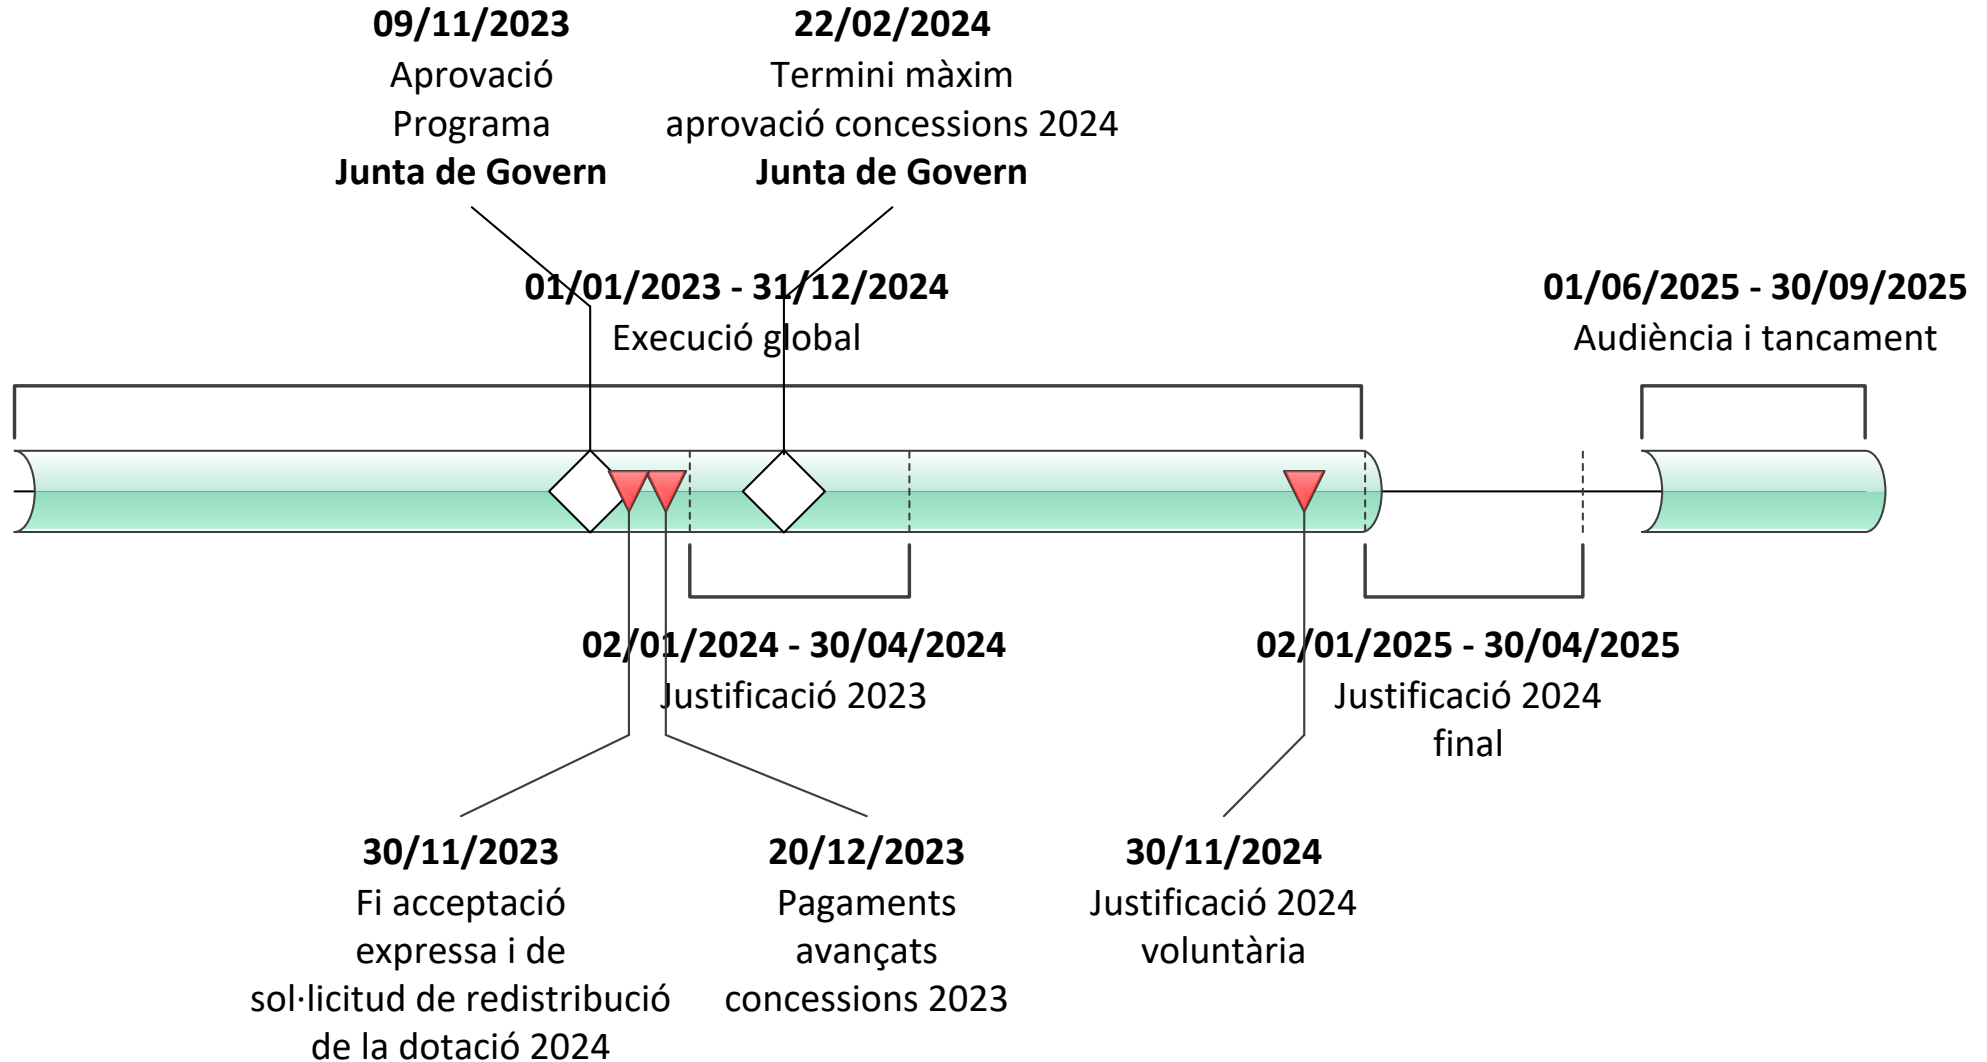 09/11/2023
Aprovació
Programa
Junta de Govern
22/02/2024
Termini màxim
aprovació concessions 2024
Junta de Govern
01/01/2023 - 31/12/2024
Execució global
01/06/2025 - 30/09/2025
Audiència i tancament
02/01/2024 - 30/04/2024
Justificació 2023
02/01/2025 - 30/04/2025
Justificació 2024
final
30/11/2023
Fi acceptació
expressa i de
sol·licitud de redistribució
de la dotació 2024
20/12/2023
Pagaments
avançats
concessions 2023
30/11/2024
Justificació 2024
voluntària